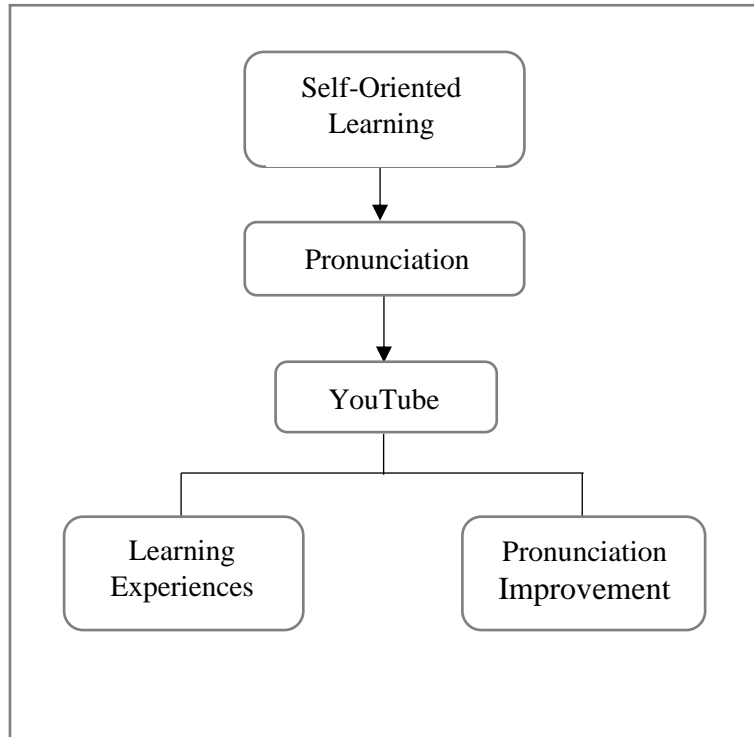 Self-Oriented
Learning
Pronunciation
YouTube
Learning
Experiences
Pronunciation
Improvement